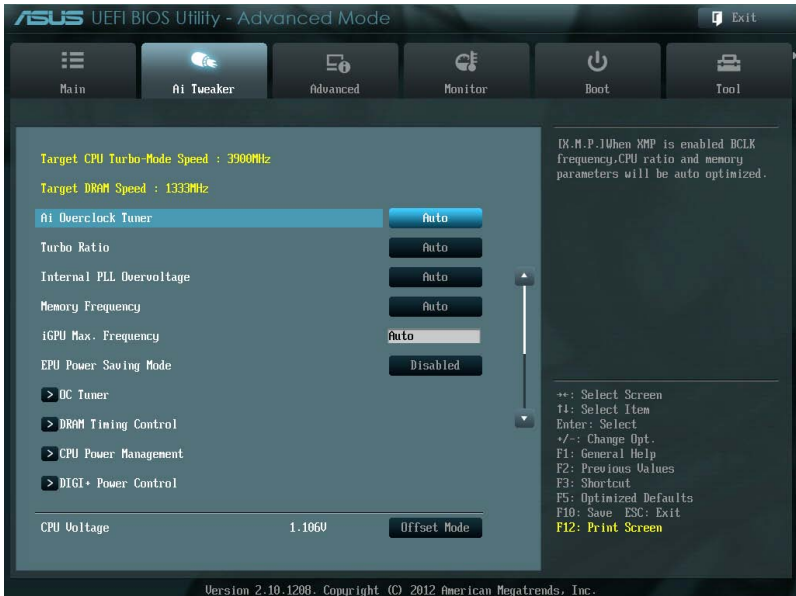 ASUS UEFI BIOS Utility - Advanced Mode
Exit
Main
Ai Tweaker
Advanced
Monitor
Boot
Tool
Target CPU Turbo-Mode Speed : 3900MHz
Target DRAM Speed : 1333MHz
Ai Overclock Tuner Auto
Turbo Ratio Auto
Internal PLL Overvoltage Auto
Memory Frequency Auto
iGPU Max. Frequency Auto
EPU Power Saving Mode Disabled
> OC Tuner
> DRAM Timing Control
> CPU Power Management
> DIGI+ Power Control
CPU Voltage 1.106V Offset Mode
[X.M.P.]When XMP is enabled BCLK
frequency,CPU ratio and memory
parameters will be auto optimized.
→←: Select Screen
↑↓: Select Item
Enter: Select
+/-: Change Opt.
F1: General Help
F2: Previous Values
F3: Shortcut
F5: Optimized Defaults
F10: Save ESC: Exit
F12: Print Screen
Version 2.10.1208. Copyright (C) 2012 American Megatrends, Inc.